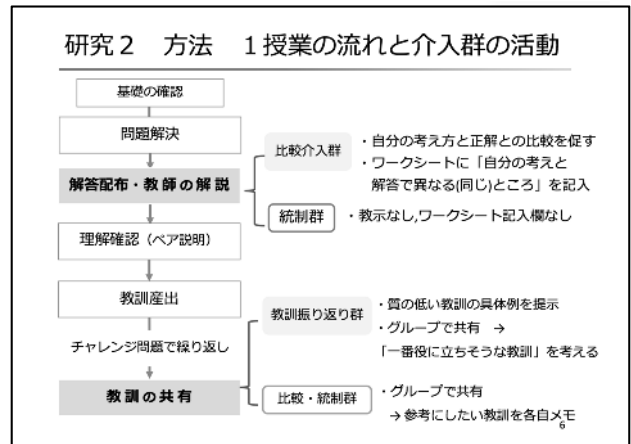 研究２　方法　１授業の流れと介入群の活動
基礎の確認
問題解決
解答配布・教師の解説
理解確認（ペア説明）
教訓産出
チャレンジ問題で繰り返し
教訓の共有
比較介入群
・自分の考え方と正解との比較を促す
・ワークシートに「自分の考えと
解答で異なる(同じ)ところ」を記入
統制群
・教示なし,ワークシート記入欄なし
教訓振り返り群
・質の低い教訓の具体例を提示
・グループで共有　→
「一番役に立ちそうな教訓」を考える
比較・統制群
・グループで共有
→参考にしたい教訓を各自メモ
6